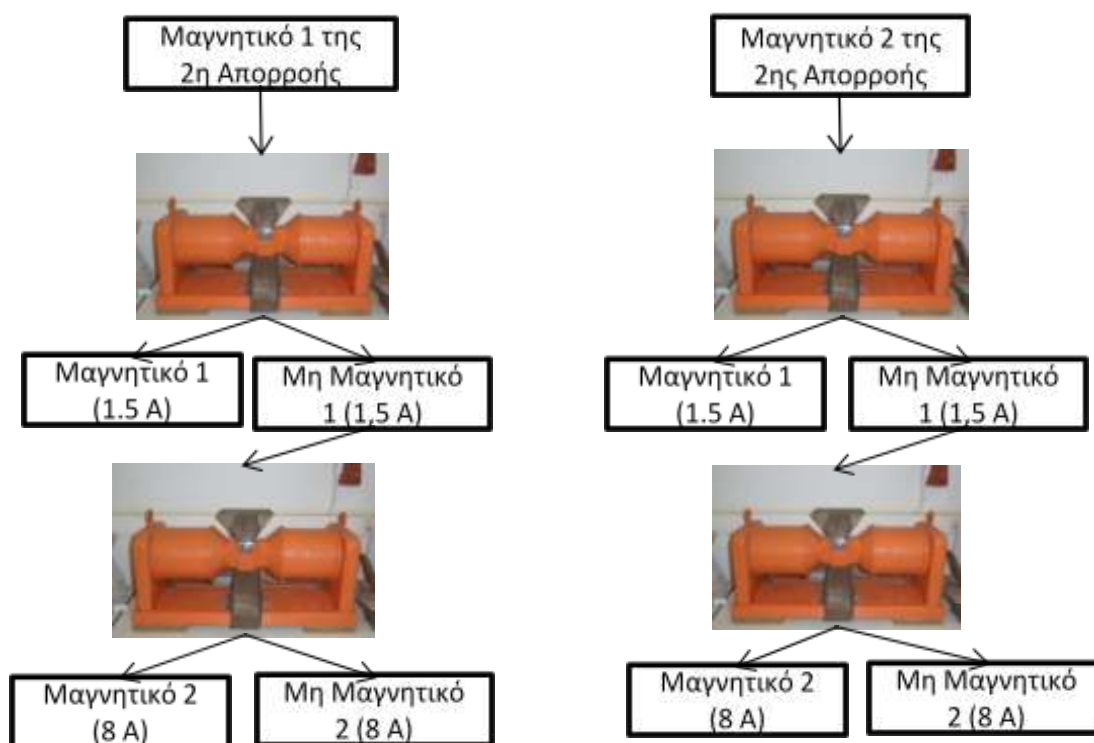 Μαγνητικό 1 της
2η Απορροής
Μαγνητικό 2 της
2ης Απορροής
Μαγνητικό 1
(1.5 Α)
Μη Μαγνητικό
1 (1,5 Α)
Μαγνητικό 1
(1.5 Α)
Μη Μαγνητικό
1 (1,5 Α)
Μαγνητικό 2
(8 Α)
Μη Μαγνητικό
2 (8 Α)
Μαγνητικό 2
(8 Α)
Μη Μαγνητικό
2 (8 Α)